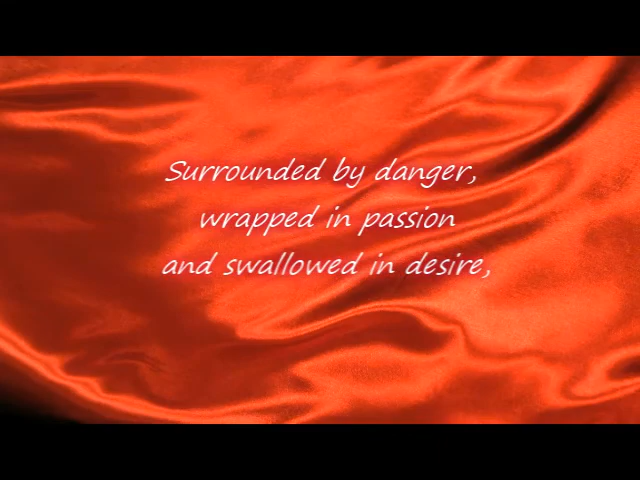 Surrounded by danger,
wrapped in passion
and swallowed in desire,